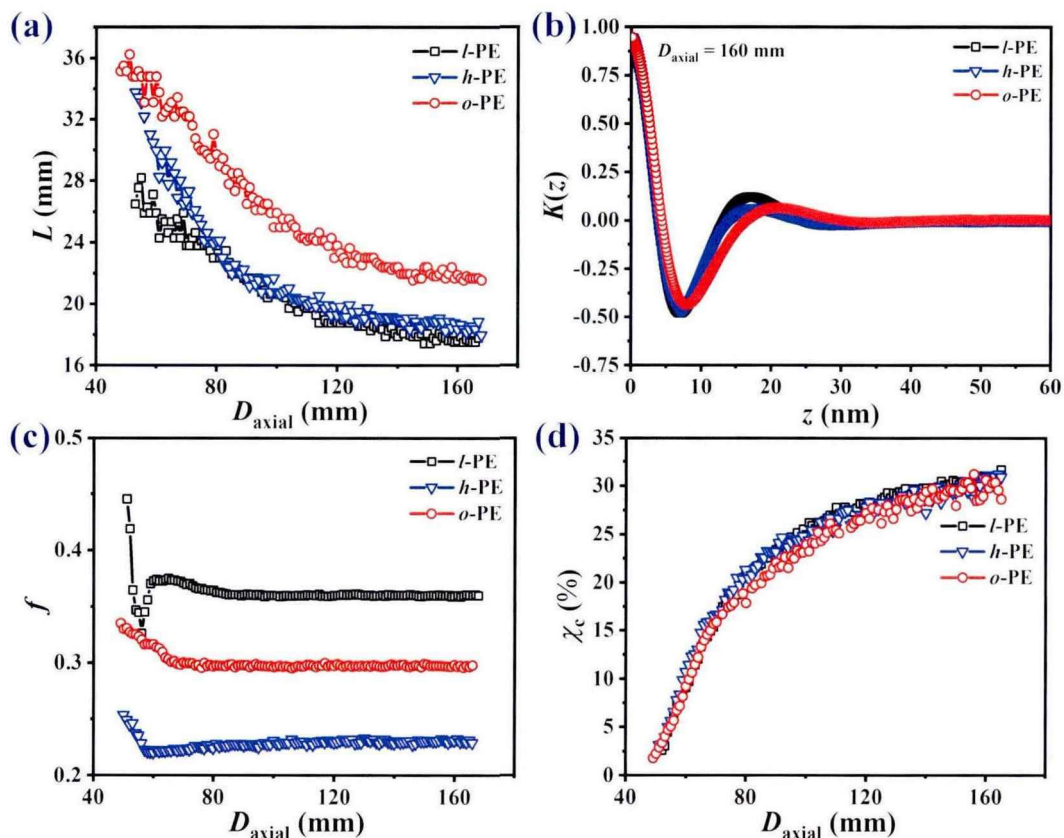 (a)
l-PE
h-PE
o-PE
L (mm)
36
32
28
24
20
16
40 80 120 160
D_axial (mm)
(b)
D_axial = 160 mm
l-PE
h-PE
o-PE
K(z)
1.00
0.75
0.50
0.25
0.00
-0.25
-0.50
-0.75
0 10 20 30 40 50 60
z (nm)
(c)
l-PE
h-PE
o-PE
f
0.5
0.4
0.3
0.2
40 80 120 160
D_axial (mm)
(d)
l-PE
h-PE
o-PE
χ_c (%)
35
30
25
20
15
10
5
0
40 80 120 160
D_axial (mm)